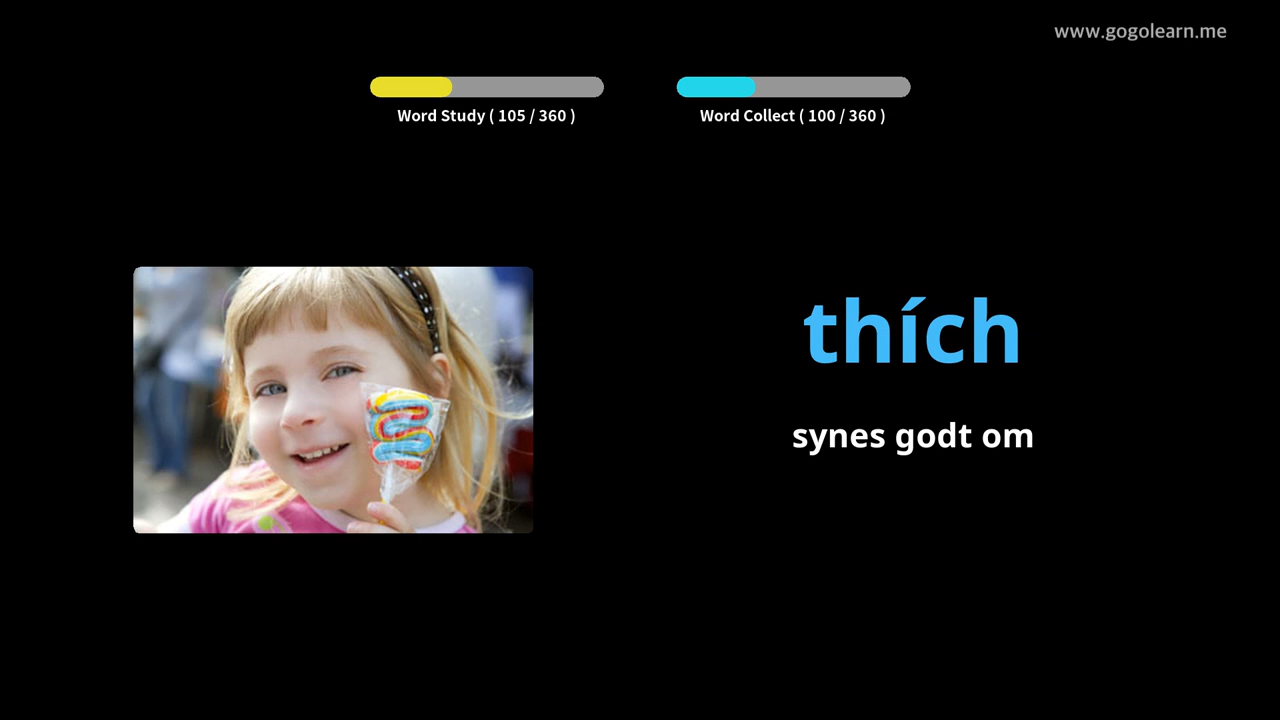 www.gogolearn.me
Word Study ( 105 / 360 )
Word Collect ( 100 / 360 )
thích
synes godt om